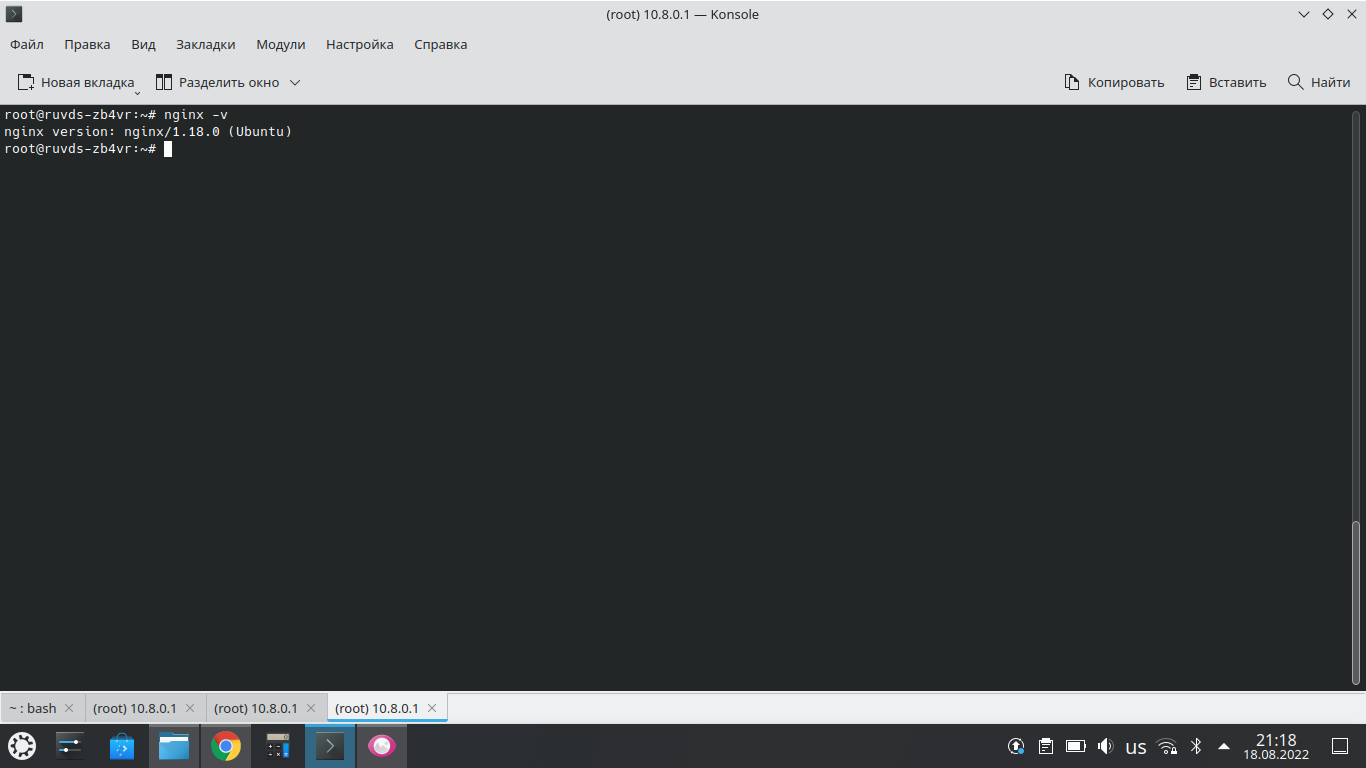 (root) 10.8.0.1 — Konsole
Файл Правка Вид Закладки Модули Настройка Справка
Новая вкладка Разделить окно Копировать Вставить Найти
root@ruvds-zb4vr:~# nginx -v
nginx version: nginx/1.18.0 (Ubuntu)
root@ruvds-zb4vr:~#
~ : bash (root) 10.8.0.1 (root) 10.8.0.1 (root) 10.8.0.1
us 21:18
18.08.2022